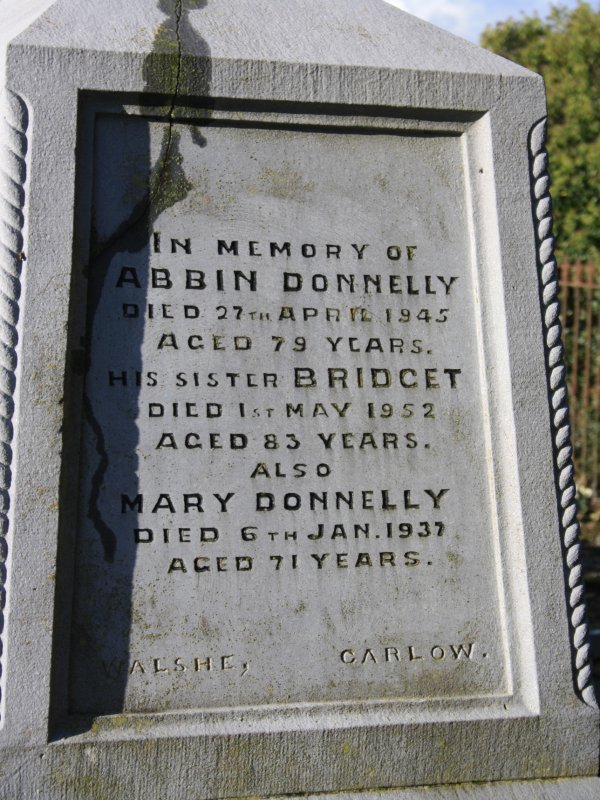 IN MEMORY OF
ABBIN DONNELLY
DIED 27TH APRIL 1945
AGED 79 YEARS.
HIS SISTER BRIDGET
DIED 1ST MAY 1952
AGED 83 YEARS.
ALSO
MARY DONNELLY
DIED 6TH JAN. 1937
AGED 71 YEARS.
WALSHE, CARLOW.